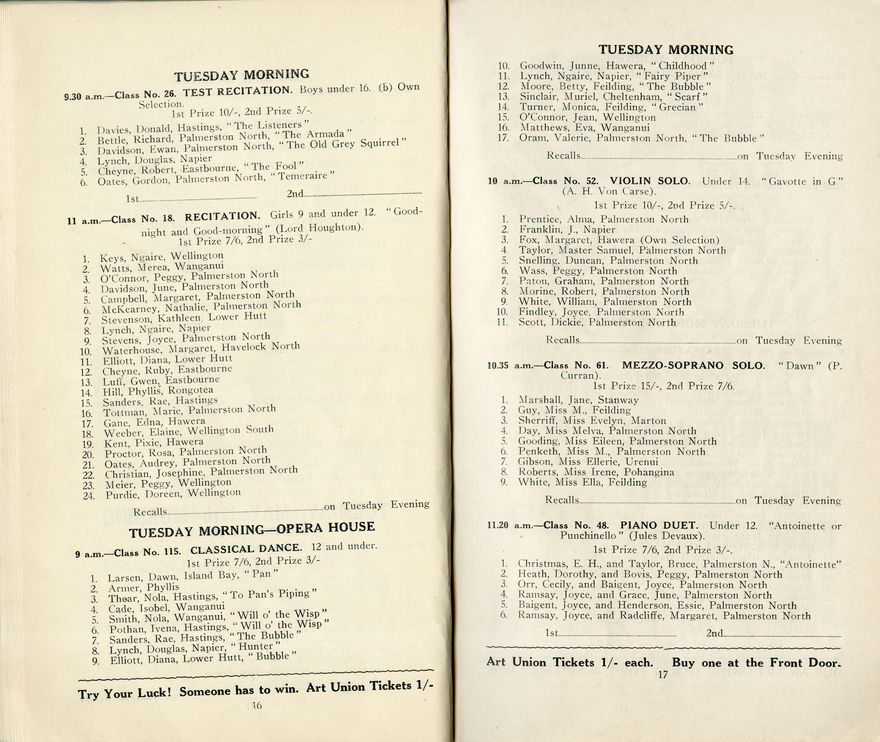 TUESDAY MORNING
9.30 a.m.—Class No. 26. TEST RECITATION. Boys under 16. (b) Own
Selection.
1st Prize 10/-, 2nd Prize 5/-.
1. Davies, Donald, Hastings, "The Listeners"
2. Bettle, Richard, Palmerston North, "The Armada"
3. Davidson, Ewan, Palmerston North, "The Old Grey Squirrel"
4. Lynch, Douglas, Napier
5. Cheyne, Robert, Eastbourne, "The Fool"
6. Oates, Gordon, Palmerston North, "Temeraire"
1st 2nd
11 a.m.—Class No. 18. RECITATION. Girls 9 and under 12. "Good-
night and Good-morning" (Lord Houghton).
1st Prize 7/6, 2nd Prize 3/-
1. Keys, Ngaire, Wellington
2. Watts, Merea, Wanganui
3. O'Connor, Peggy, Palmerston North
4. Davidson, June, Palmerston North
5. Campbell, Margaret, Palmerston North
6. McKearney, Nathalie, Palmerston North
7. Stevenson, Kathleen, Lower Hutt
8. Lynch, Ngaire, Napier
9. Stevens, Joyce, Palmerston North
10. Waterhouse, Margaret, Havelock North
11. Elliott, Diana, Lower Hutt
12. Cheyne, Ruby, Eastbourne
13. Luff, Gwen, Eastbourne
14. Hill, Phyllis, Rongotea
15. Sanders, Rae, Hastings
16. Tottman, Marie, Palmerston North
17. Gane, Edna, Hawera
18. Weeber, Elaine, Wellington South
19. Kent, Pixie, Hawera
20. Proctor, Rosa, Palmerston North
21. Oates, Audrey, Palmerston North
22. Christian, Josephine, Palmerston North
23. Meier, Peggy, Wellington
24. Purdie, Doreen, Wellington
Recalls on Tuesday Evening
TUESDAY MORNING—OPERA HOUSE
9 a.m.—Class No. 115. CLASSICAL DANCE. 12 and under.
1st Prize 7/6, 2nd Prize 3/-
1. Larsen, Dawn, Island Bay, "Pan"
2. Armer, Phyllis
3. Thear, Nola, Hastings, "To Pan's Piping"
4. Cade, Isobel, Wanganui
5. Smith, Nola, Wanganui, "Will o' the Wisp"
6. Pothan, Ivena, Hastings, "Will o' the Wisp"
7. Sanders, Rae, Hastings, "The Bubble"
8. Lynch, Douglas, Napier, "Hunter"
9. Elliott, Diana, Lower Hutt, "Bubble"
Try Your Luck! Someone has to win. Art Union Tickets 1/-
16
TUESDAY MORNING
10. Goodwin, Junne, Hawera, "Childhood"
11. Lynch, Ngaire, Napier, "Fairy Piper"
12. Moore, Betty, Feilding, "The Bubble"
13. Sinclair, Muriel, Cheltenham, "Scarf"
14. Turner, Monica, Feilding, "Grecian"
15. O'Connor, Jean, Wellington
16. Matthews, Eva, Wanganui
17. Oram, Valerie, Palmerston North, "The Bubble"
Recalls on Tuesday Evening
10 a.m.—Class No. 52. VIOLIN SOLO. Under 14. "Gavotte in G"
(A. H. Von Carse).
1st Prize 10/-, 2nd Prize 5/-.
1. Prentice, Alma, Palmerston North
2. Franklin, J., Napier
3. Fox, Margaret, Hawera (Own Selection)
4. Taylor, Master Samuel, Palmerston North
5. Snelling, Duncan, Palmerston North
6. Wass, Peggy, Palmerston North
7. Paton, Graham, Palmerston North
8. Morine, Robert, Palmerston North
9. White, William, Palmerston North
10. Findley, Joyce, Palmerston North
11. Scott, Dickie, Palmerston North
Recalls on Tuesday Evening
10.35 a.m.—Class No. 61. MEZZO-SOPRANO SOLO. "Dawn" (P.
Curran).
1st Prize 15/-, 2nd Prize 7/6.
1. Marshall, Jane, Stanway
2. Guy, Miss M., Feilding
3. Sherriff, Miss Evelyn, Marton
4. Day, Miss Melva, Palmerston North
5. Gooding, Miss Eileen, Palmerston North
6. Penketh, Miss M., Palmerston North
7. Gibson, Miss Ellerie, Urenui
8. Roberts, Miss Irene, Pohangina
9. White, Miss Ella, Feilding
Recalls on Tuesday Evening
11.20 a.m.—Class No. 48. PIANO DUET. Under 12. "Antoinette or
Punchinello" (Jules Devaux).
1st Prize 7/6, 2nd Prize 3/-.
1. Christmas, E. H., and Taylor, Bruce, Palmerston N., "Antoinette"
2. Heath, Dorothy, and Bovis, Peggy, Palmerston North
3. Orr, Cecily, and Baigent, Joyce, Palmerston North
4. Ramsay, Joyce, and Grace, June, Palmerston North
5. Baigent, Joyce, and Henderson, Essie, Palmerston North
6. Ramsay, Joyce, and Radcliffe, Margaret, Palmerston North
1st 2nd
Art Union Tickets 1/- each. Buy one at the Front Door.
17